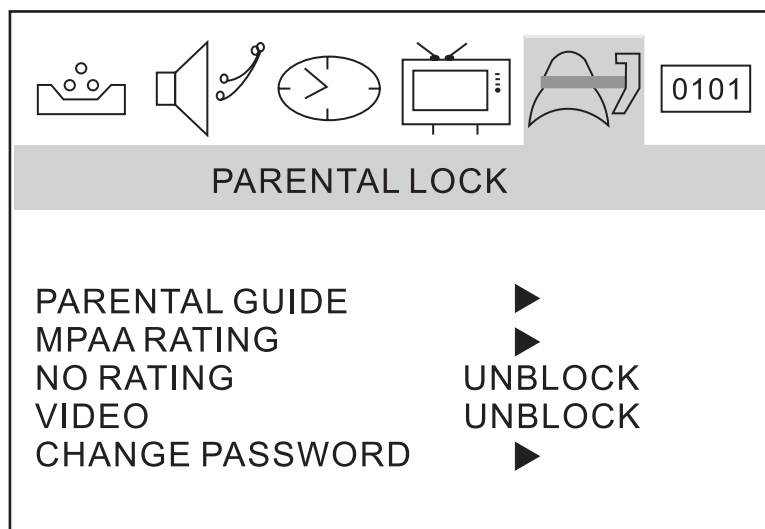 0101
PARENTAL LOCK
PARENTAL GUIDE ▶
MPAA RATING ▶
NO RATING UNBLOCK
VIDEO UNBLOCK
CHANGE PASSWORD ▶